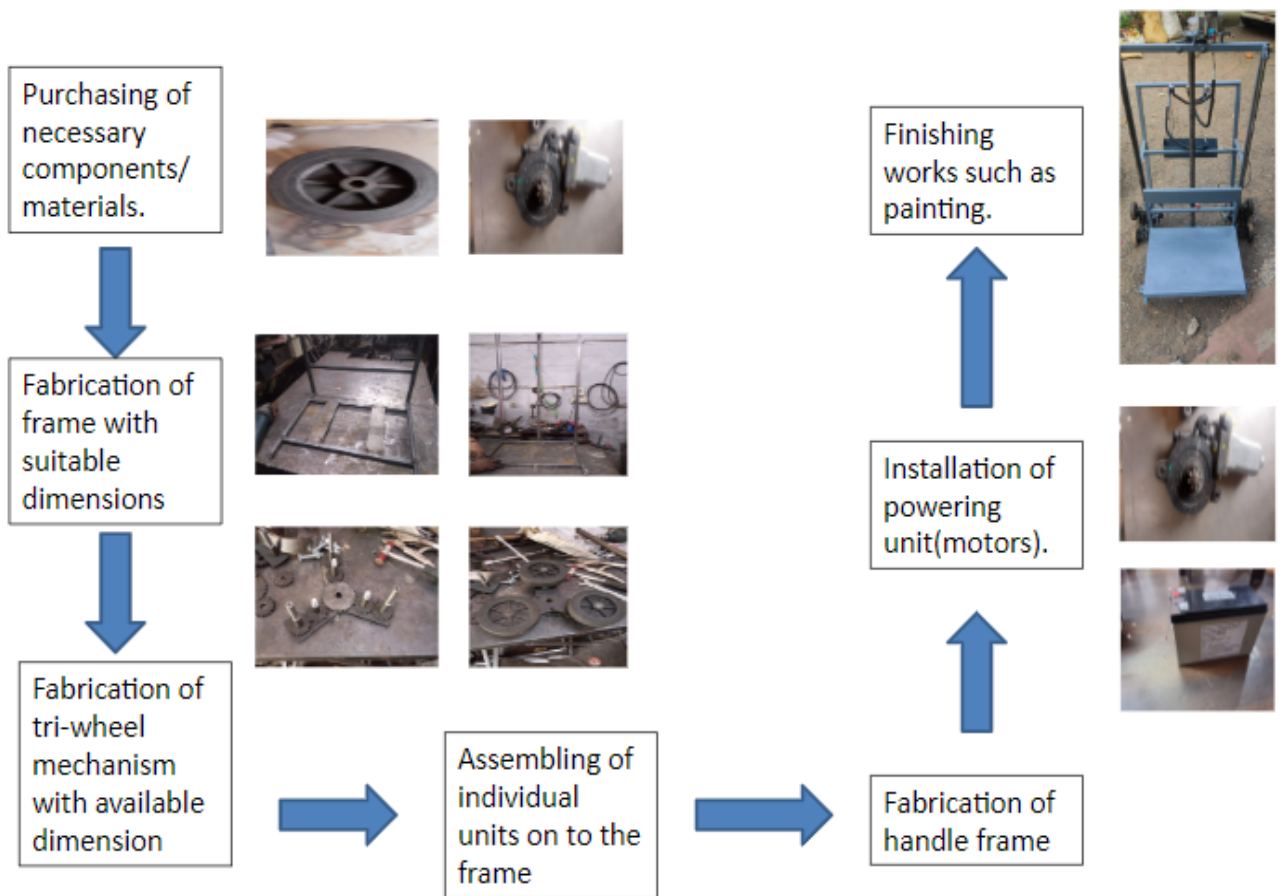 Purchasing of
necessary
components/
materials.
Fabrication of
frame with
suitable
dimensions
Fabrication of
tri-wheel
mechanism
with available
dimension
Assembling of
individual
units on to the
frame
Fabrication of
handle frame
Installation of
powering
unit(motors).
Finishing
works such as
painting.